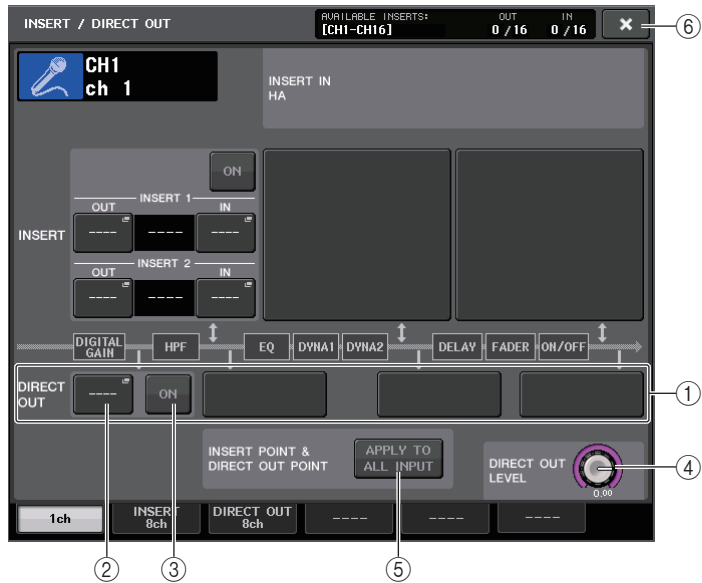 INSERT / DIRECT OUT
AVAILABLE INSERTS: OUT IN
[CH1-CH16] 0 /16 0 /16
×
⑥
CH1
ch 1
INSERT IN
HA
ON
INSERT 1
OUT IN
---- ---- ----
INSERT
INSERT 2
OUT IN
---- ---- ----
DIGITAL GAIN HPF EQ DYNA1 DYNA2 DELAY FADER ON/OFF
DIRECT OUT
---- ON
①
INSERT POINT &
DIRECT OUT POINT
APPLY TO
ALL INPUT
DIRECT OUT
LEVEL
0.00
④
1ch
INSERT
8ch
DIRECT OUT
8ch
---- ---- ----
② ③ ⑤